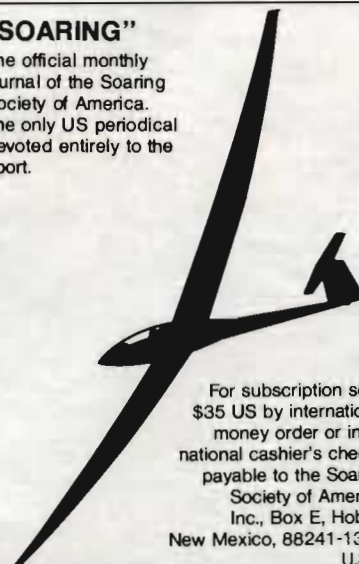 SOARING"
he official monthly
urnal of the Soaring
ociety of America.
he only US periodical
evoted entirely to the
port.
For subscription s
$35 US by internatio
money order or in
national cashier's che
payable to the Soar
Society of Amer
Inc., Box E, Hob
New Mexico, 88241-13
U.